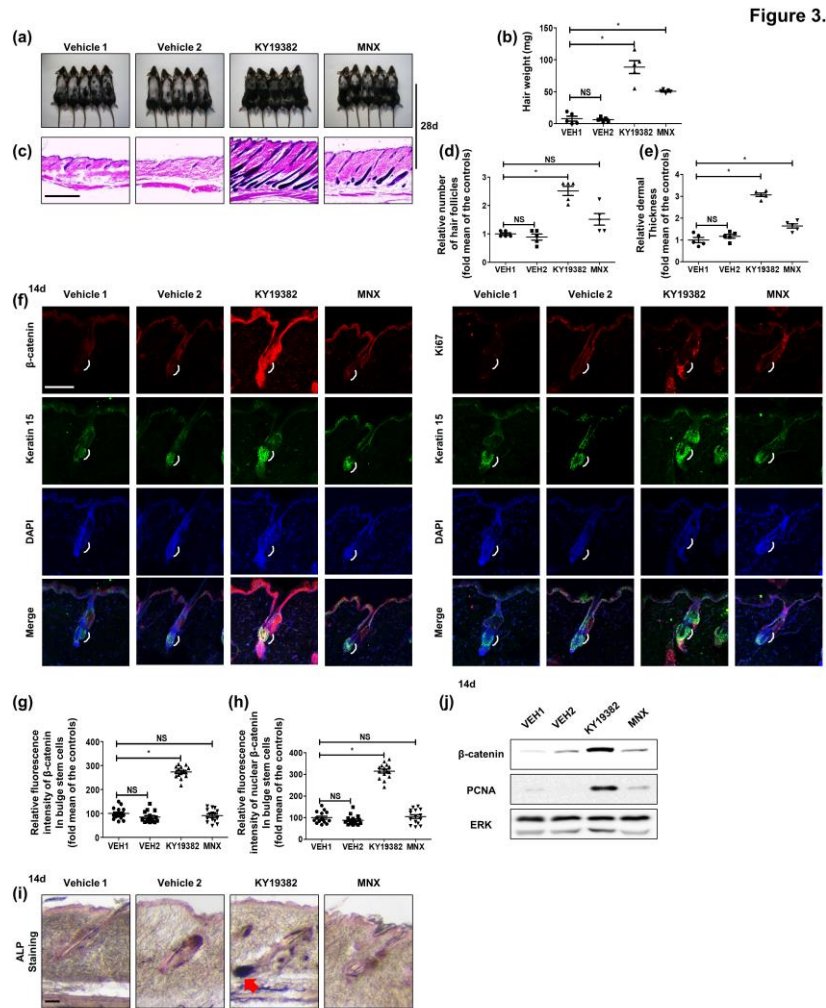 Figure 3.
(a)
Vehicle 1 Vehicle 2 KY19382 MNX
28d
(b)
Hair weight (mg)
150
100
50
0
* 
*
NS
VEH1 VEH2 KY19382 MNX
(c)
(d)
Relative number
of hair follicles
(fold mean of the controls)
3
2
1
0
NS
*
NS
VEH1 VEH2 KY19382 MNX
(e)
Relative dermal
Thickness
(fold mean of the controls)
4
3
2
1
0
*
*
NS
VEH1 VEH2 KY19382 MNX
(f)
14d
Vehicle 1 Vehicle 2 KY19382 MNX
β-catenin
Keratin 15
DAPI
Merge
Vehicle 1 Vehicle 2 KY19382 MNX
Ki67
Keratin 15
DAPI
Merge
(g)
Relative fluorescence
intensity of β-catenin
In bulge stem cells
(fold mean of the controls)
400
300
200
100
0
NS
*
NS
VEH1 VEH2 KY19382 MNX
(h)
Relative fluorescence
intensity of nuclear β-catenin
In bulge stem cells
(fold mean of the controls)
400
300
200
100
0
NS
*
NS
VEH1 VEH2 KY19382 MNX
14d
(j)
VEH1 VEH2 KY19382 MNX
β-catenin
PCNA
ERK
14d
(i)
Vehicle 1 Vehicle 2 KY19382 MNX
ALP
Staining